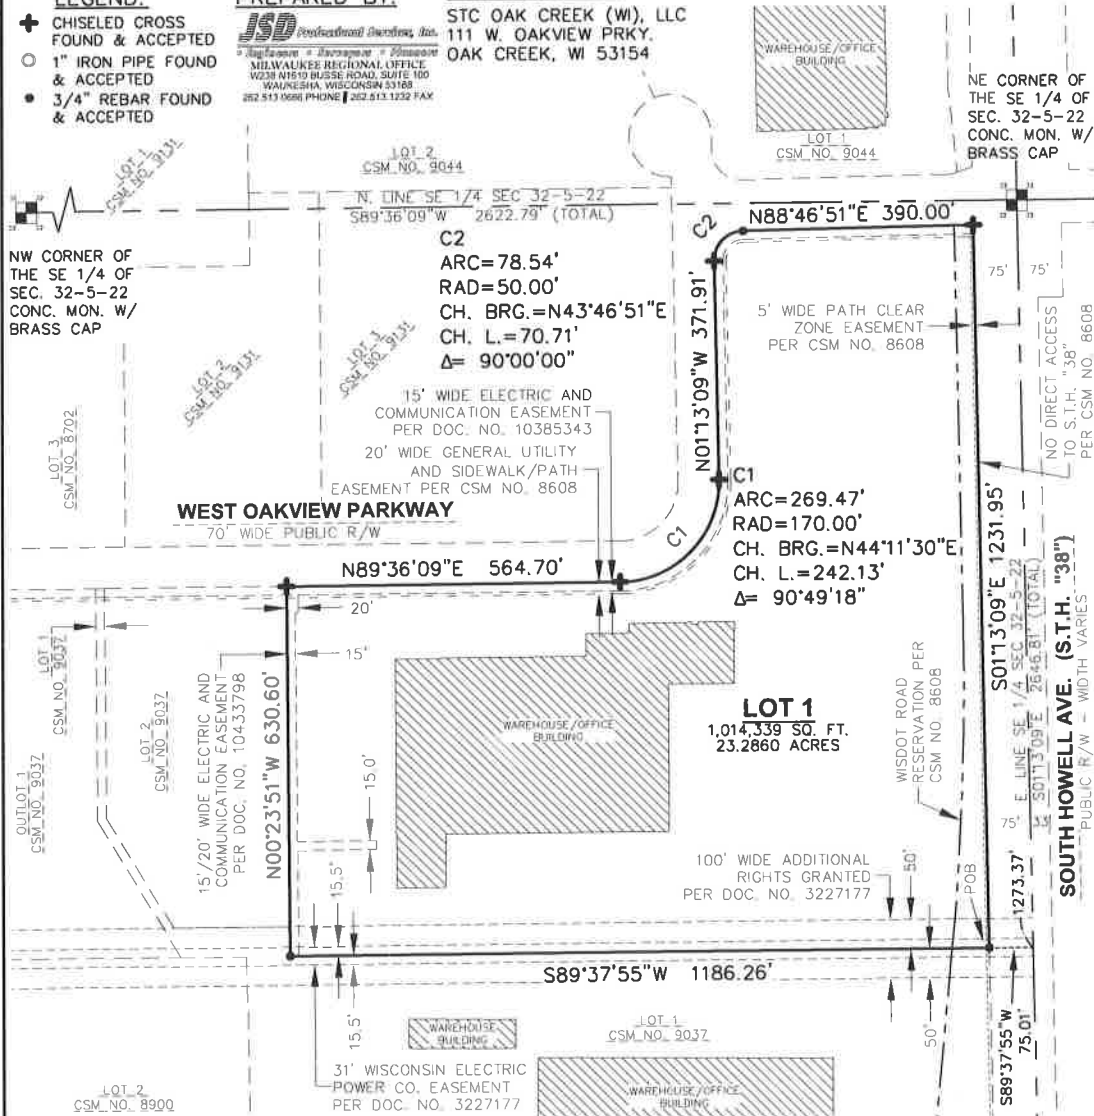 LEGEND:
CHISELED CROSS
FOUND & ACCEPTED
1" IRON PIPE FOUND
& ACCEPTED
3/4" REBAR FOUND
& ACCEPTED
PREPARED BY:
JSD Professional Services, Inc.
• Engineers • Surveyors • Planners
MILWAUKEE REGIONAL OFFICE
W238 N1610 BUSSE ROAD, SUITE 100
WAUKESHA, WISCONSIN 53188
262.513.0666 PHONE | 262.513.1232 FAX
STC OAK CREEK (WI), LLC
111 W. OAKVIEW PRKY.
OAK CREEK, WI 53154
WAREHOUSE/OFFICE
BUILDING
LOT 1
CSM NO. 9044
NE CORNER OF
THE SE 1/4 OF
SEC. 32-5-22
CONC. MON. W/
BRASS CAP
LOT 1
CSM NO. 9131
LOT 2
CSM NO. 9044
N. LINE SE 1/4 SEC 32-5-22
S89°36'09"W 2622.79' (TOTAL)
N88°46'51"E 390.00'
NW CORNER OF
THE SE 1/4 OF
SEC. 32-5-22
CONC. MON. W/
BRASS CAP
C2
ARC=78.54'
RAD=50.00'
CH. BRG.=N43°46'51"E
CH. L.=70.71'
Δ= 90°00'00"
C2
N01°13'09"W 371.91'
75' 75'
5' WIDE PATH CLEAR
ZONE EASEMENT
PER CSM NO. 8608
NO DIRECT ACCESS
TO S.T.H. "38"
PER CSM NO. 8608
LOT 2
CSM NO. 9131
LOT 3
CSM NO. 9131
LOT 3
CSM NO. 8702
15' WIDE ELECTRIC AND
COMMUNICATION EASEMENT
PER DOC. NO. 10385343
20' WIDE GENERAL UTILITY
AND SIDEWALK/PATH
EASEMENT PER CSM NO. 8608
WEST OAKVIEW PARKWAY
70' WIDE PUBLIC R/W
C1
ARC=269.47'
RAD=170.00'
CH. BRG.=N44°11'30"E
CH. L.=242.13'
Δ= 90°49'18"
C1
N89°36'09"E 564.70'
20'
15'
LOT 1
CSM NO. 9037
LOT 2
CSM NO. 9037
OUTLOT 1
CSM NO. 9037
15'/20' WIDE ELECTRIC AND
COMMUNICATION EASEMENT
PER DOC. NO. 10433798
N00°23'51"W 630.60'
WAREHOUSE/OFFICE
BUILDING
LOT 1
1,014,339 SQ. FT.
23.2860 ACRES
WISDOT ROAD
RESERVATION PER
CSM NO. 8608
S01°13'09"E 1231.95'
E. LINE SE 1/4 SEC 32-5-22
S01°13'09"E 2646.81' (TOTAL)
SOUTH HOWELL AVE. (S.T.H. "38")
PUBLIC R/W - WIDTH VARIES
75'
33'
15.0'
15.5'
100' WIDE ADDITIONAL
RIGHTS GRANTED
PER DOC. NO. 3227177
50'
POB
1273.37'
S89°37'55"W 1186.26'
15.5'
50'
S89°37'55"W
75.01'
WAREHOUSE
BUILDING
LOT 1
CSM NO. 9037
31' WISCONSIN ELECTRIC
POWER CO. EASEMENT
PER DOC. NO. 3227177
WAREHOUSE/OFFICE
BUILDING
LOT 2
CSM NO. 8900